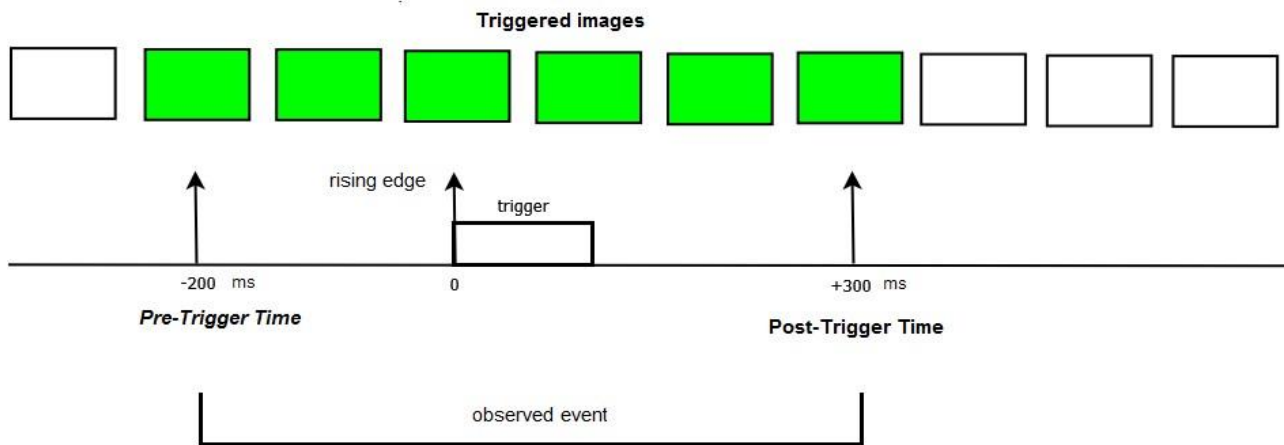 Triggered images
rising edge
trigger
-200 ms
0
+300 ms
Pre-Trigger Time
Post-Trigger Time
observed event